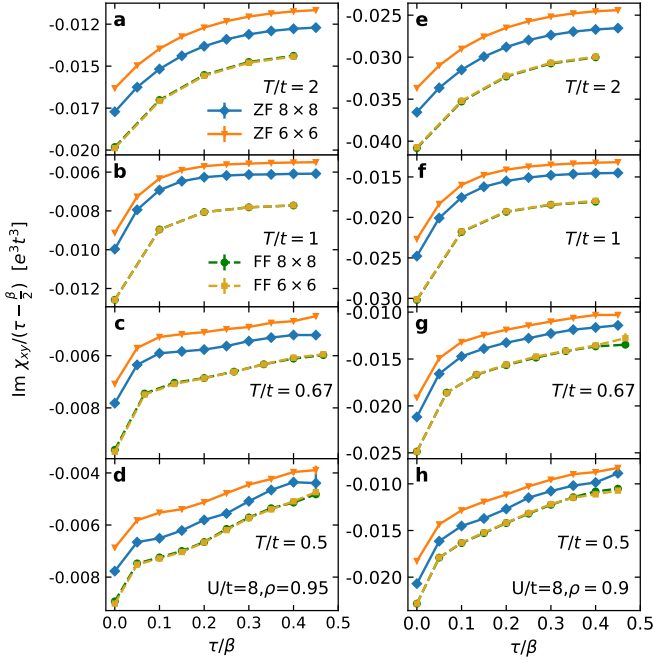 Im χxy/(τ − β/2) [e³t³]
a
-0.012
-0.015
-0.017
-0.020
T/t = 2
ZF 8 × 8
ZF 6 × 6
b
-0.006
-0.008
-0.010
-0.012
T/t = 1
FF 8 × 8
FF 6 × 6
c
-0.006
-0.008
T/t = 0.67
d
-0.004
-0.006
-0.008
T/t = 0.5
U/t=8,ρ=0.95
0.0 0.1 0.2 0.3 0.4 0.5
τ/β
e
-0.025
-0.030
-0.035
-0.040
T/t = 2
f
-0.015
-0.020
-0.025
-0.030
T/t = 1
g
-0.010
-0.015
-0.020
-0.025
T/t = 0.67
h
-0.010
-0.015
-0.020
T/t = 0.5
U/t=8,ρ = 0.9
0.0 0.1 0.2 0.3 0.4 0.5
τ/β